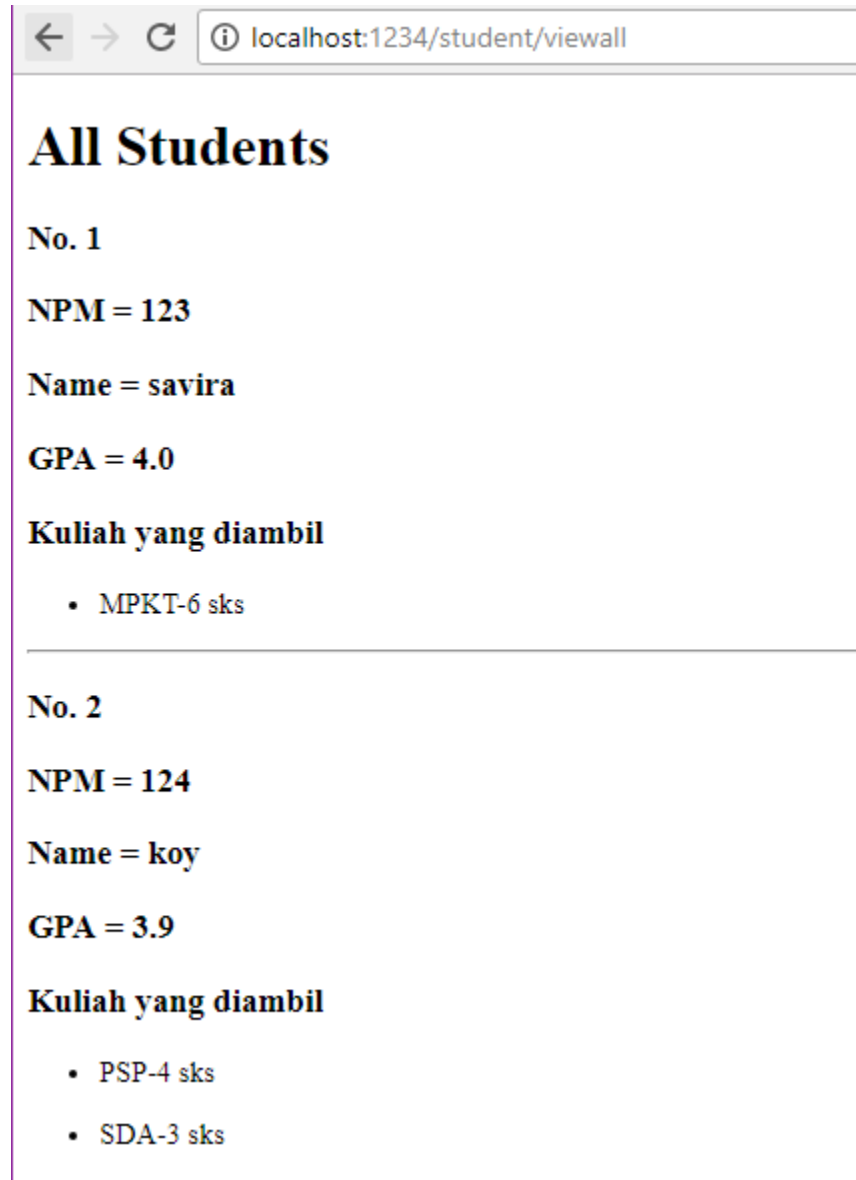 localhost:1234/student/viewall
All Students
No. 1
NPM = 123
Name = savira
GPA = 4.0
Kuliah yang diambil
• MPKT-6 sks
No. 2
NPM = 124
Name = koy
GPA = 3.9
Kuliah yang diambil
• PSP-4 sks
• SDA-3 sks